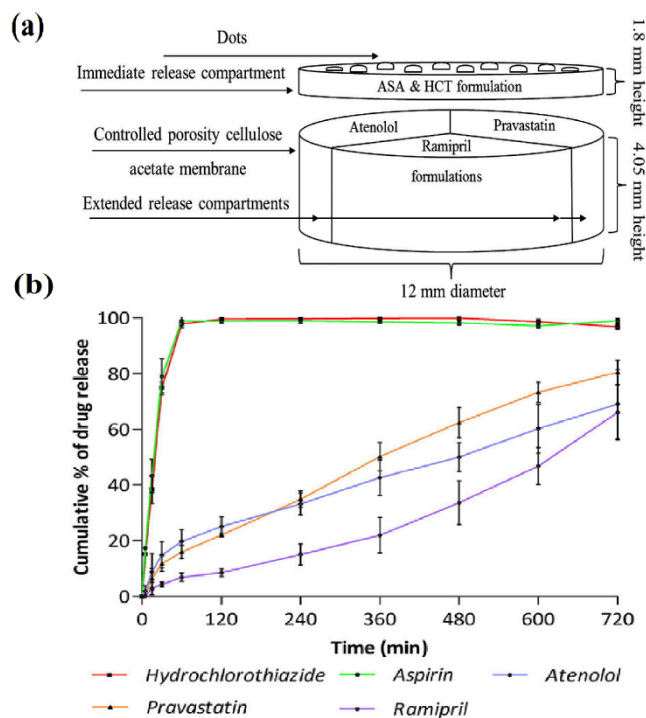 (a)
Dots
Immediate release compartment
ASA & HCT formulation
1.8 mm height
Atenolol
Pravastatin
Ramipril
Controlled porosity cellulose
acetate membrane
formulations
Extended release compartments
4.05 mm height
12 mm diameter
(b)
Cumulative % of drug release
100
80
60
40
20
0
0 120 240 360 480 600 720
Time (min)
Hydrochlorothiazide Aspirin Atenolol
Pravastatin Ramipril